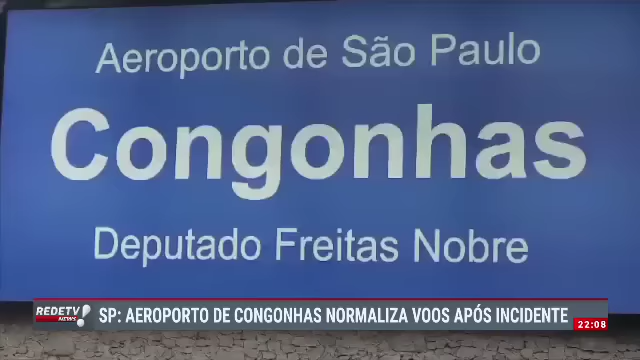 Aeroporto de São Paulo
Congonhas
Deputado Freitas Nobre
REDETV!
NEWS
SP: AEROPORTO DE CONGONHAS NORMALIZA VOOS APÓS INCIDENTE
22:08